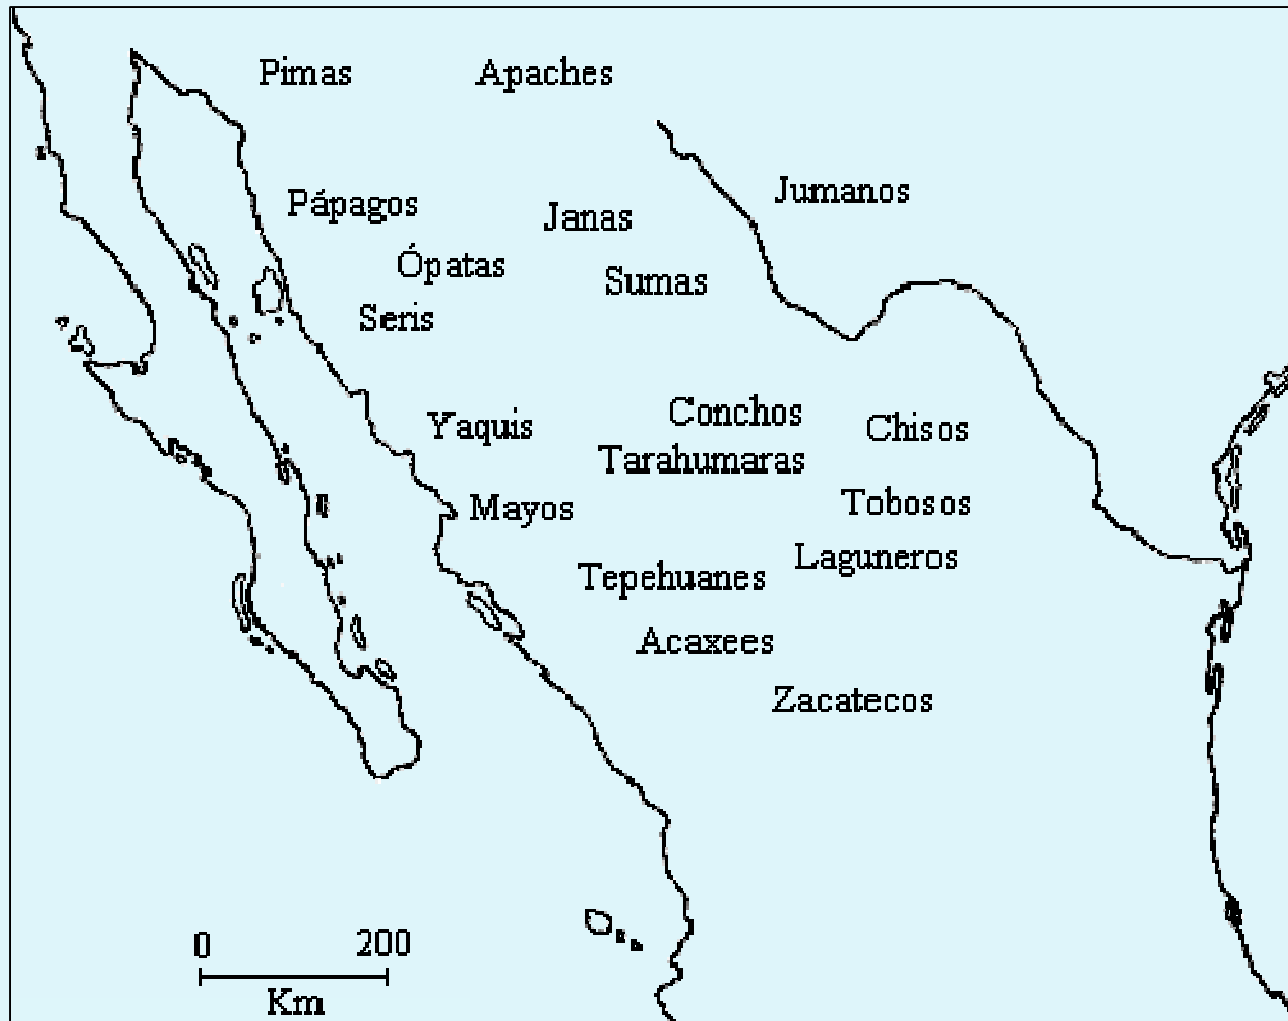 Pimas
Apaches
Jumanos
Pápagos
Janas
Ópatas
Sumas
Seris
Conchos
Yaquis
Chisos
Tarahumaras
Mayos
Tobosos
Laguneros
Tepehuanes
Acaxees
Zacatecos
0 200
Km